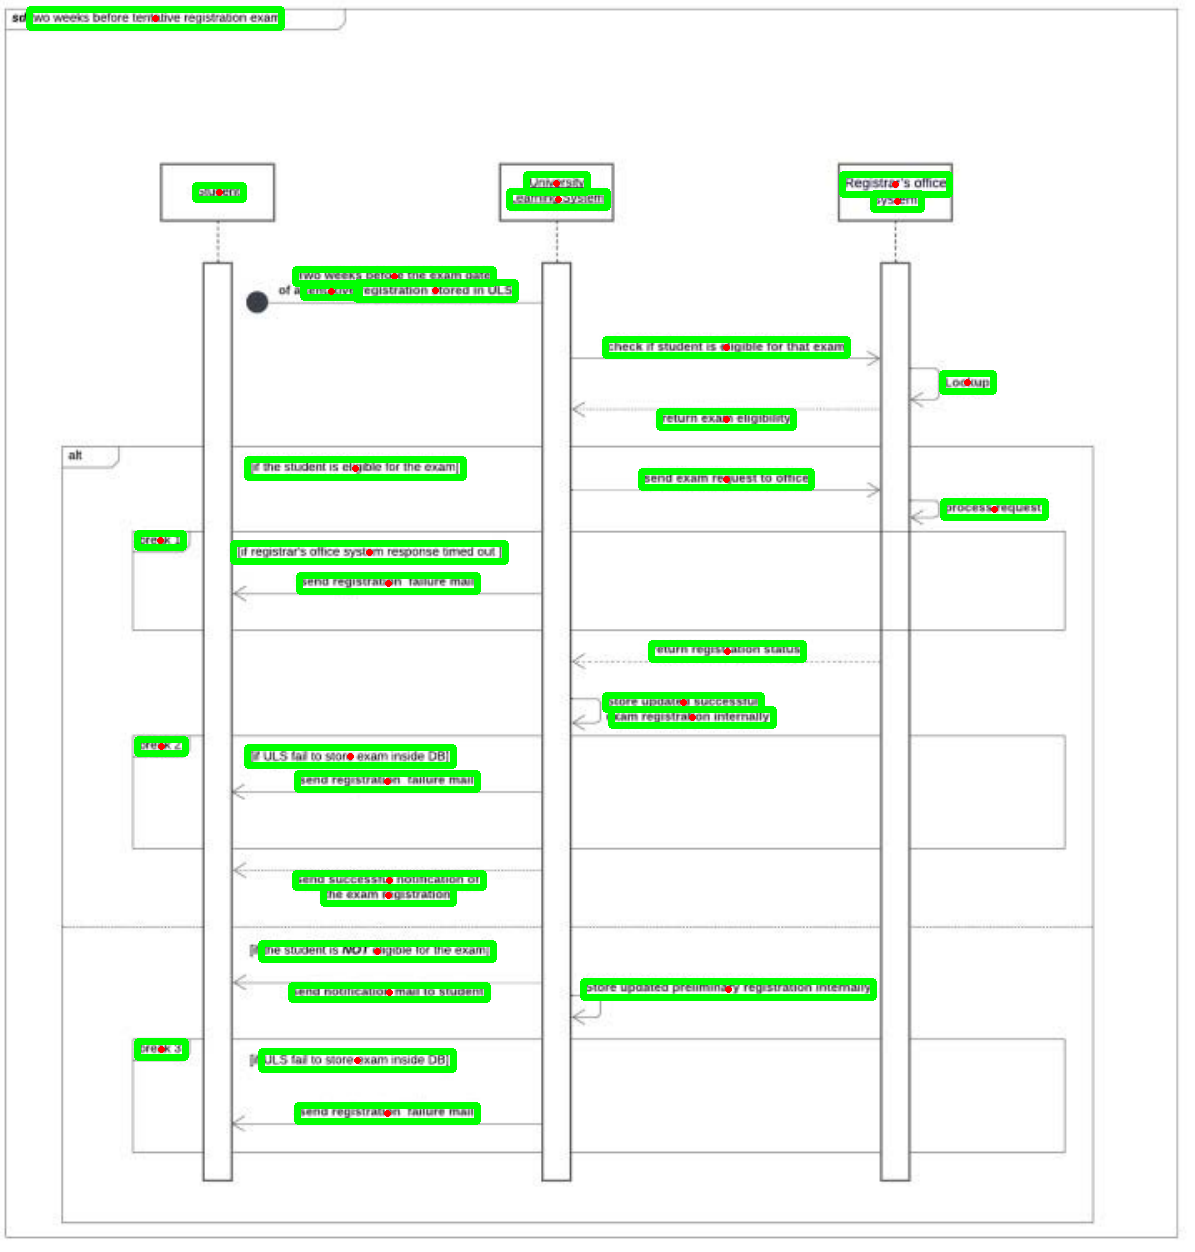 sd Two weeks before tentative registration exam
Student
University
Learning System
Registrar's office
system
Two weeks before the exam date
of a tentative registration stored in ULS
check if student is eligible for that exam
Lookup
return exam eligibility
alt
[if the student is eligible for the exam]
send exam request to office
process request
break 1
[if registrar's office system response timed out ]
send registration failure mail
return registration status
Store updated successful
exam registration internally
break 2
[if ULS fail to store exam inside DB]
send registration failure mail
send successful notification of
the exam registration
[if the student is NOT eligible for the exam]
send notification mail to student
Store updated preliminary registration internally
break 3
[if ULS fail to store exam inside DB]
send registration failure mail